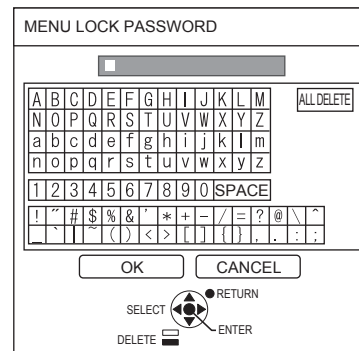 MENU LOCK PASSWORD
A B C D E F G H I J K L M ALL DELETE
N O P Q R S T U V W X Y Z
a b c d e f g h i j k l m
n o p q r s t u v w x y z
1 2 3 4 5 6 7 8 9 0 SPACE
! ~ # $ % & ' * + - / = ? @ \ ^
_ ` | ~ ( ) < > [ ] { } , . : ;
OK CANCEL
RETURN
SELECT
ENTER
DELETE